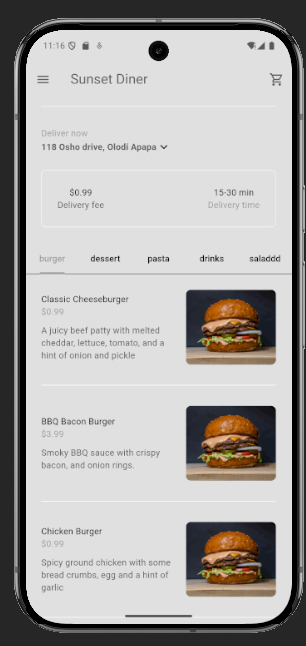 11:16
Sunset Diner
Deliver now
118 Osho drive, Olodi Apapa
$0.99
15-30 min
Delivery fee
Delivery time
burger dessert pasta drinks saladdd
Classic Cheeseburger
$0.99
A juicy beef patty with melted
cheddar, lettuce, tomato, and a
hint of onion and pickle
BBQ Bacon Burger
$3.99
Smoky BBQ sauce with crispy
bacon, and onion rings.
Chicken Burger
$0.99
Spicy ground chicken with some
bread crumbs, egg and a hint of
garlic